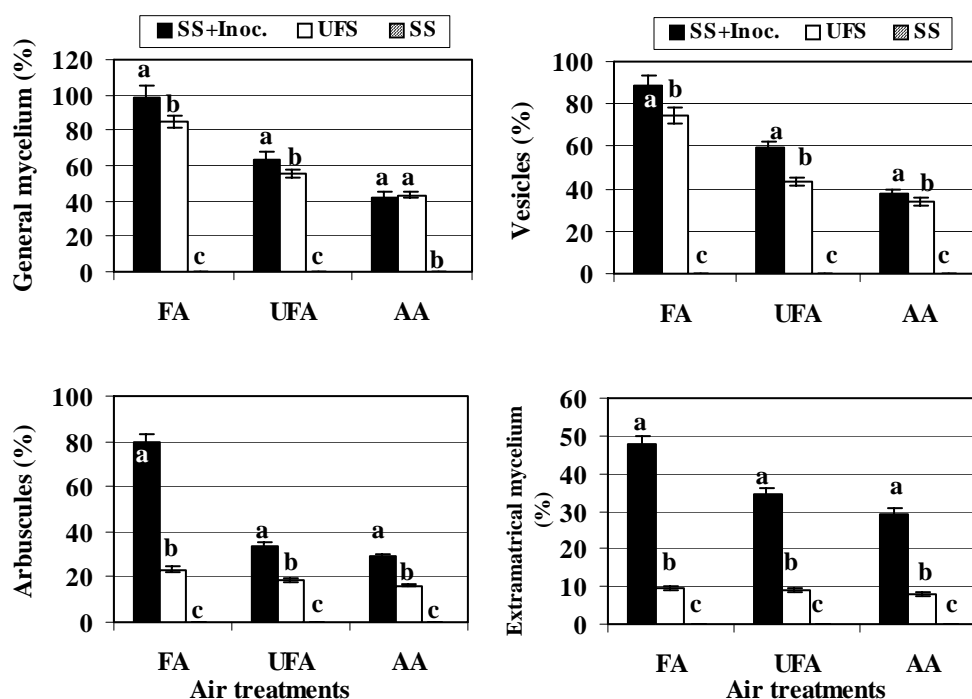 SS+Inoc. UFS SS
General mycelium (%)
120
100
80
60
40
20
0
a
b
c
a
b
c
a a
b
FA UFA AA
SS+Inoc. UFS SS
Vesicles (%)
100
80
60
40
20
0
a
b
c
a
b
c
a
b
c
FA UFA AA
Arbuscules (%)
100
80
60
40
20
0
a
b
c
a
b
c
a
b
c
FA UFA AA
Air treatments
Extramatrical mycelium
(%)
60
50
40
30
20
10
0
a
b
c
a
b
c
a
b
c
FA UFA AA
Air treatments